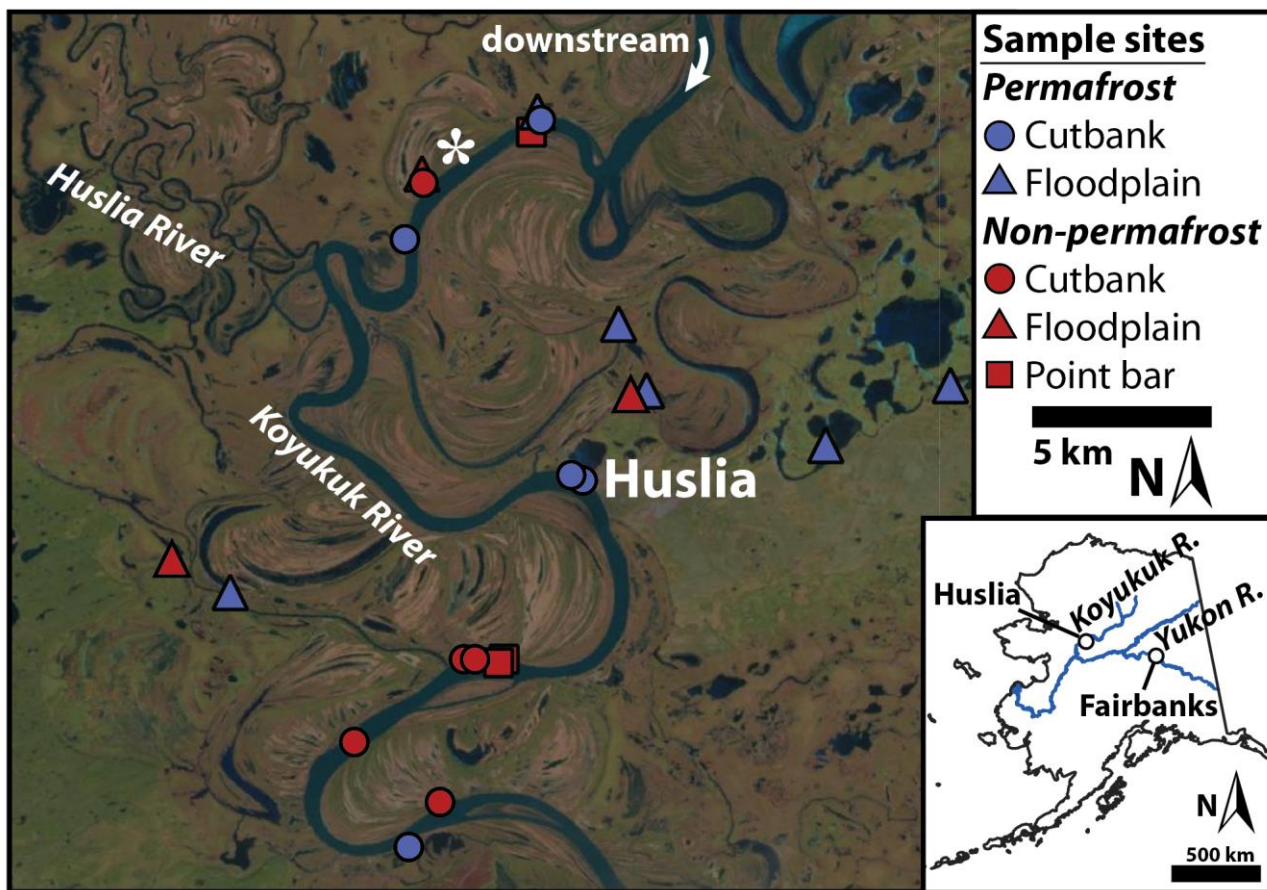 downstream
*
Huslia River
Koyukuk River
Huslia
Sample sites
Permafrost
Cutbank
Floodplain
Non-permafrost
Cutbank
Floodplain
Point bar
5 km
N
Koyukuk R.
Huslia
Yukon R.
Fairbanks
N
500 km